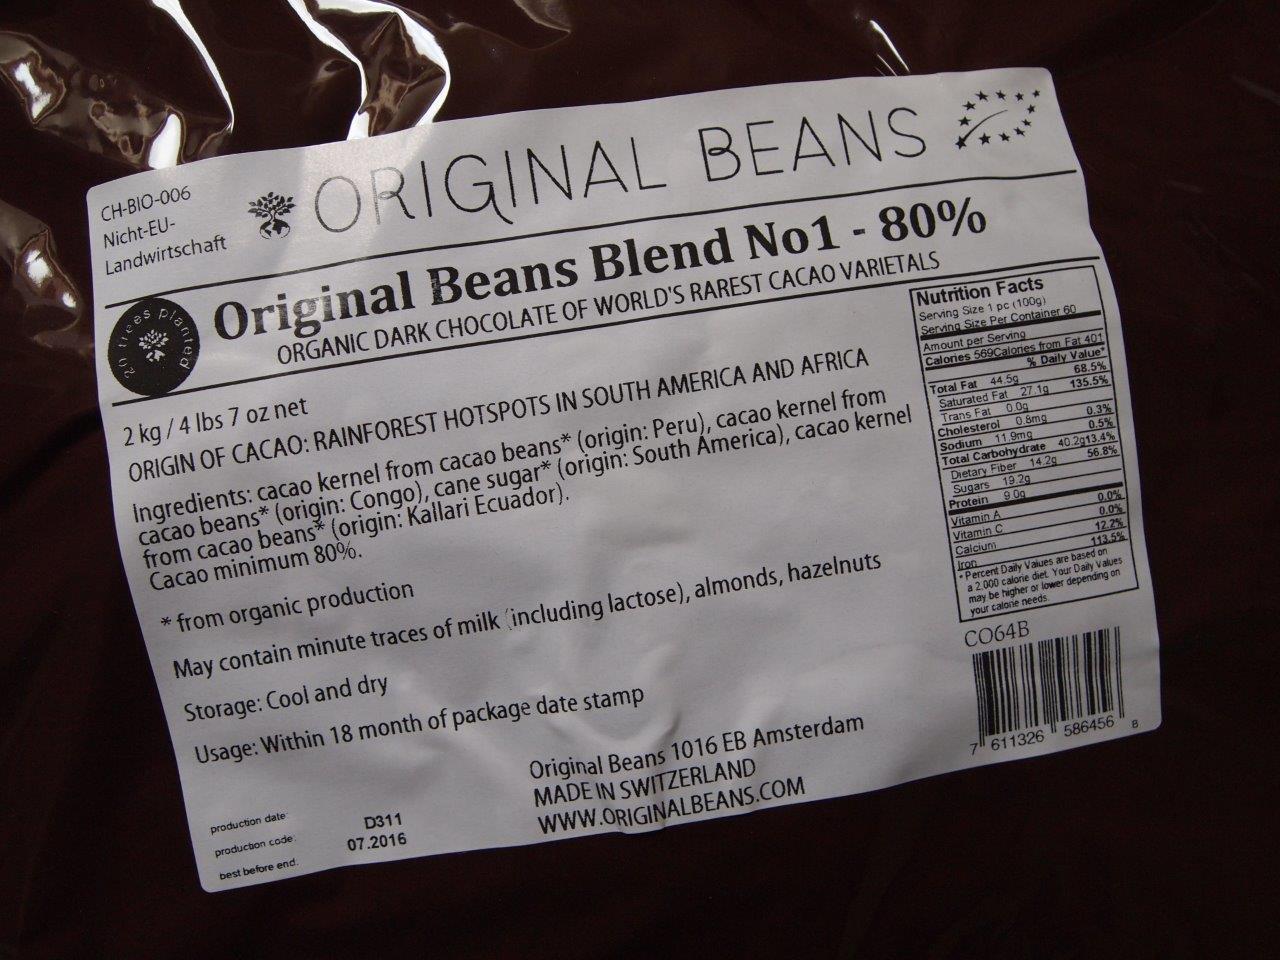 CH-BIO-006
Nicht-EU-
Landwirtschaft
ORIGINAL BEANS
20 trees planted
Original Beans Blend No1 - 80%
ORGANIC DARK CHOCOLATE OF WORLD'S RAREST CACAO VARIETALS
2 kg / 4 lbs 7 oz net
ORIGIN OF CACAO: RAINFOREST HOTSPOTS IN SOUTH AMERICA AND AFRICA
Ingredients: cacao kernel from cacao beans* (origin: Peru), cacao kernel from
cacao beans* (origin: Congo), cane sugar* (origin: South America), cacao kernel
from cacao beans* (origin: Kallari Ecuador).
Cacao minimum 80%.
* from organic production
May contain minute traces of milk (including lactose), almonds, hazelnuts
Storage: Cool and dry
Usage: Within 18 month of package date stamp
Original Beans 1016 EB Amsterdam
MADE IN SWITZERLAND
WWW.ORIGINALBEANS.COM
production date:
production code: D311
best before end. 07.2016
Nutrition Facts
Serving Size 1 pc (100g)
Serving Size Per Container 60
Amount per Serving
Calories 569 Calories from Fat 401
% Daily Value*
Total Fat 44.5g 68.5%
Saturated Fat 27.1g 135.5%
Trans Fat 0.0g
Cholesterol 0.8mg 0.3%
Sodium 11.9mg 0.5%
Total Carbohydrate 40.2g 13.4%
Dietary Fiber 14.2g 56.8%
Sugars 19.2g
Protein 9.0g
Vitamin A 0.0%
Vitamin C 0.0%
Calcium 12.2%
Iron 113.5%
* Percent Daily Values are based on
a 2,000 calorie diet. Your Daily Values
may be higher or lower depending on
your calorie needs.
CO64B
7 611326 586456 8